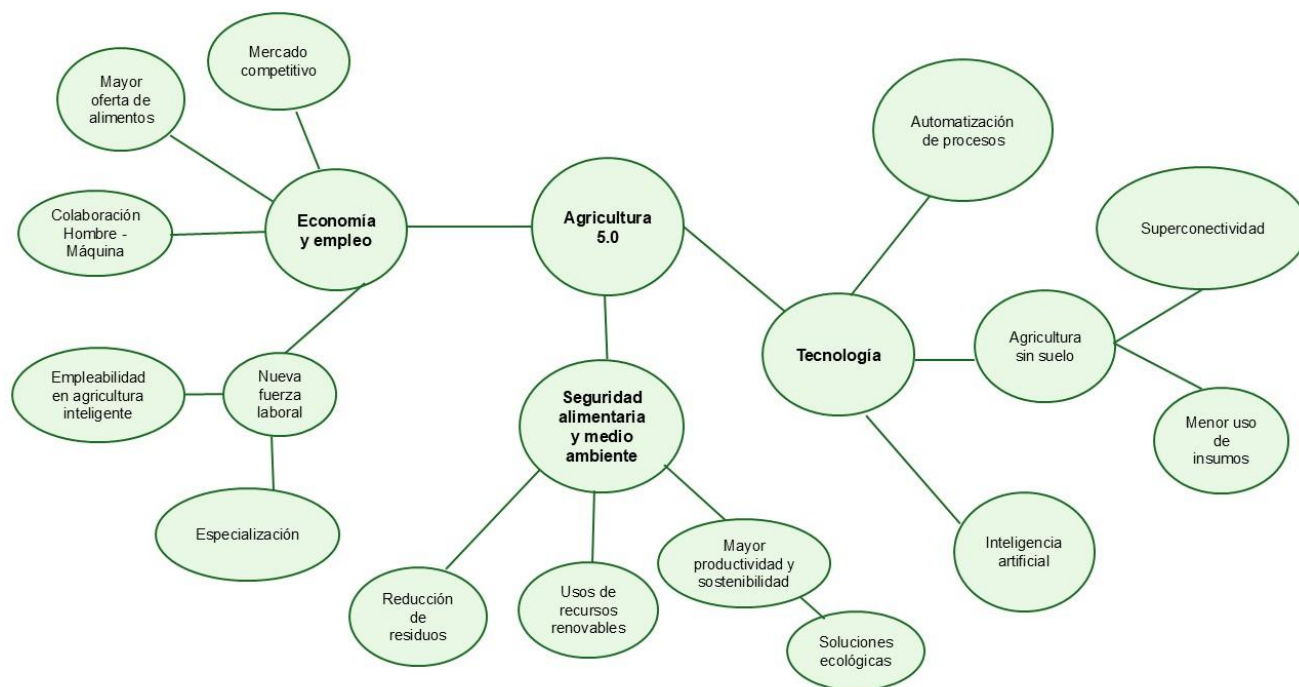 Mercado
competitivo
Mayor
oferta de
alimentos
Automatización
de procesos
Colaboración
Hombre -
Máquina
Economía
y empleo
Agricultura
5.0
Superconectividad
Tecnología
Agricultura
sin suelo
Empleabilidad
en agricultura
inteligente
Nueva
fuerza
laboral
Seguridad
alimentaria
y medio
ambiente
Menor uso de
insumos
Especialización
Mayor
productividad y
sostenibilidad
Inteligencia
artificial
Reducción
de
residuos
Usos de
recursos
renovables
Soluciones
ecológicas